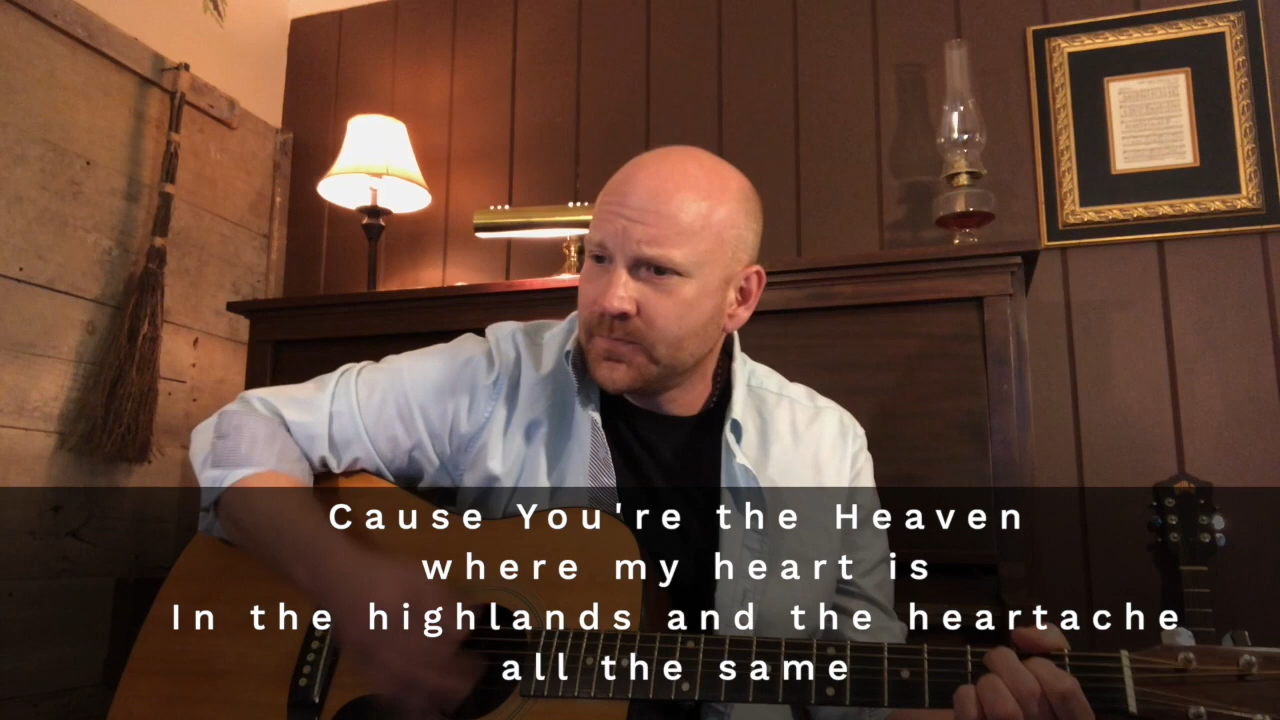 Cause You're the Heaven
where my heart is
In the highlands and the heartache
all the same